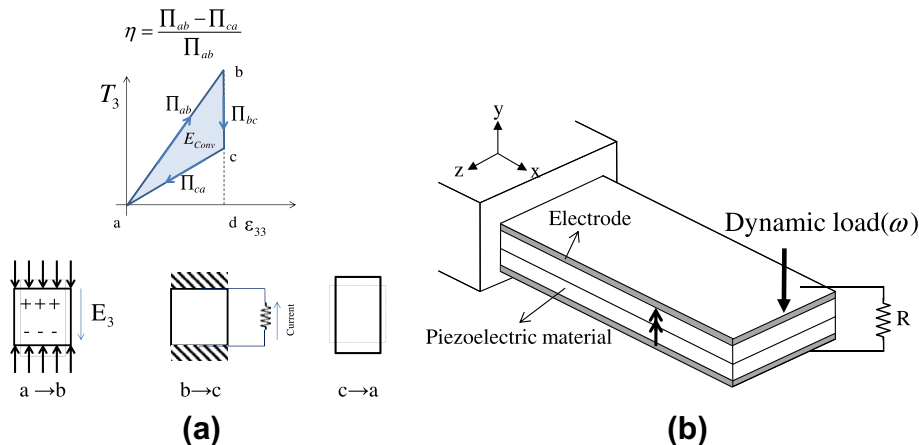 η = (Π_ab − Π_ca) / Π_ab
T_3
b
Π_ab
Π_bc
E_Conv
c
Π_ca
a
d
ε_33
+ + +
- - -
E_3
Current
a → b
b → c
c → a
(a)
y
z
x
Electrode
Dynamic load(ω)
Piezoelectric material
R
(b)